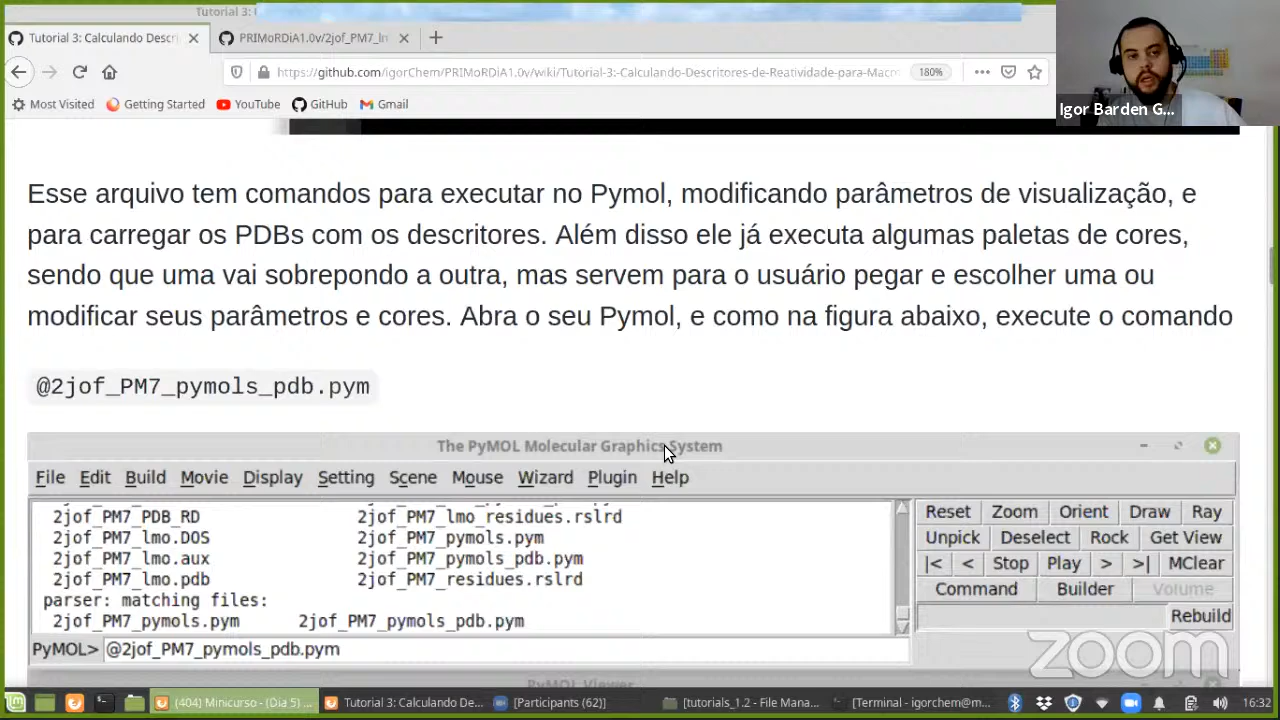 Tutorial 3:
Tutorial 3: Calculando Descri
PRIMoRDiA1.0v/2jof_PM7_ln
https://github.com/igorChem/PRIMoRDiA1.0v/wiki/Tutorial-3:-Calculando-Descritores-de-Reatividade-para-Macr
180%
Most Visited Getting Started YouTube GitHub Gmail
Igor Barden G...
Esse arquivo tem comandos para executar no Pymol, modificando parâmetros de visualização, e
para carregar os PDBs com os descritores. Além disso ele já executa algumas paletas de cores,
sendo que uma vai sobrepondo a outra, mas servem para o usuário pegar e escolher uma ou
modificar seus parâmetros e cores. Abra o seu Pymol, e como na figura abaixo, execute o comando
@2jof_PM7_pymols_pdb.pym
The PyMOL Molecular Graphics System
File Edit Build Movie Display Setting Scene Mouse Wizard Plugin Help
2jof_PM7_PDB_RD 2jof_PM7_lmo_residues.rslrd
2jof_PM7_lmo.DOS 2jof_PM7_pymols.pym
2jof_PM7_lmo.aux 2jof_PM7_pymols_pdb.pym
2jof_PM7_lmo.pdb 2jof_PM7_residues.rslrd
parser: matching files:
2jof_PM7_pymols.pym 2jof_PM7_pymols_pdb.pym
PyMOL> @2jof_PM7_pymols_pdb.pym
Reset Zoom Orient Draw Ray
Unpick Deselect Rock Get View
|< < Stop Play > >| MClear
Command Builder Volume
Rebuild
zoom
PyMOL Viewer
(404) Minicurso - (Dia 5) ... Tutorial 3: Calculando De... [Participants (62)] [tutorials_1.2 - File Mana... [Terminal - igorchem@m... 16:32